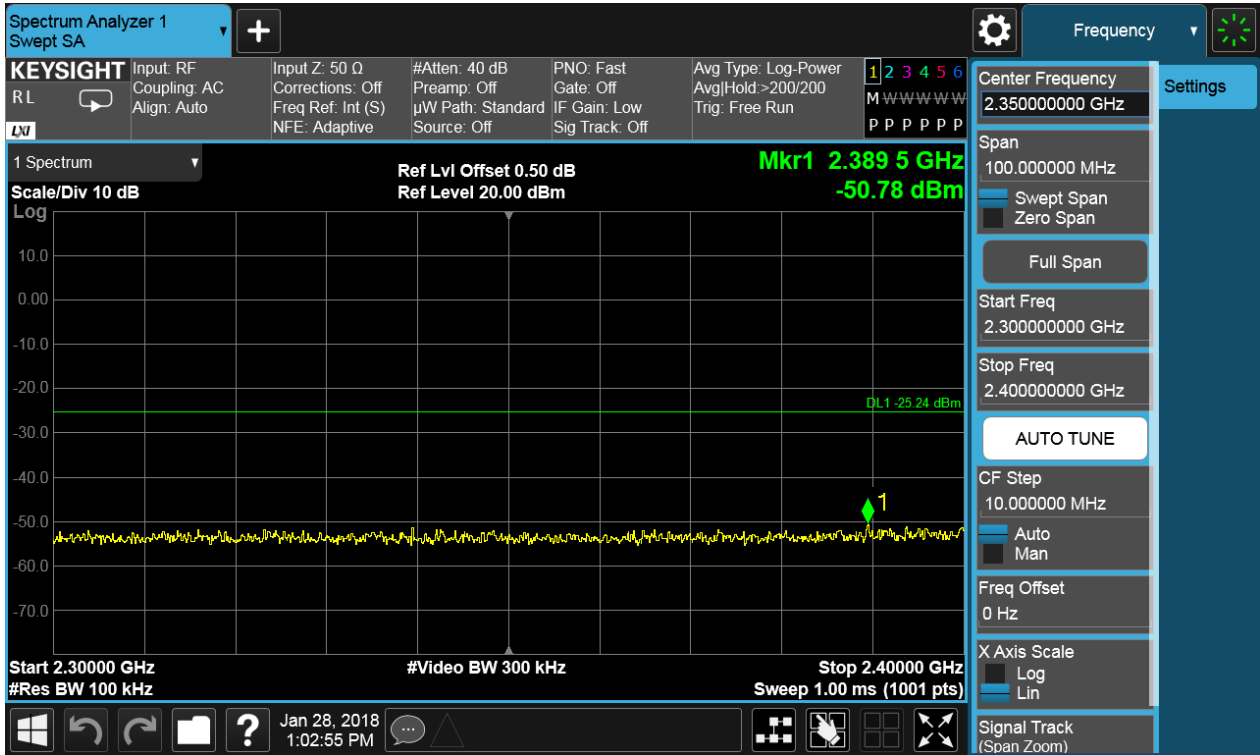 Spectrum Analyzer 1
Swept SA
+
Frequency
KEYSIGHT
RL
LXI
Input: RF
Coupling: AC
Align: Auto
Input Z: 50 Ω
Corrections: Off
Freq Ref: Int (S)
NFE: Adaptive
#Atten: 40 dB
Preamp: Off
µW Path: Standard
Source: Off
PNO: Fast
Gate: Off
IF Gain: Low
Sig Track: Off
Avg Type: Log-Power
Avg|Hold:>200/200
Trig: Free Run
1 2 3 4 5 6
M W W W W W
P P P P P P
1 Spectrum
Scale/Div 10 dB
Log
Ref Lvl Offset 0.50 dB
Ref Level 20.00 dBm
Mkr1 2.389 5 GHz
-50.78 dBm
10.0
0.00
-10.0
-20.0
DL1 -25.24 dBm
-30.0
-40.0
1
-50.0
-60.0
-70.0
Start 2.30000 GHz
#Video BW 300 kHz
Stop 2.40000 GHz
#Res BW 100 kHz
Sweep 1.00 ms (1001 pts)
Center Frequency
2.350000000 GHz
Settings
Span
100.000000 MHz
Swept Span
Zero Span
Full Span
Start Freq
2.300000000 GHz
Stop Freq
2.400000000 GHz
AUTO TUNE
CF Step
10.000000 MHz
Auto
Man
Freq Offset
0 Hz
X Axis Scale
Log
Lin
Signal Track
(Span Zoom)
?
Jan 28, 2018
1:02:55 PM